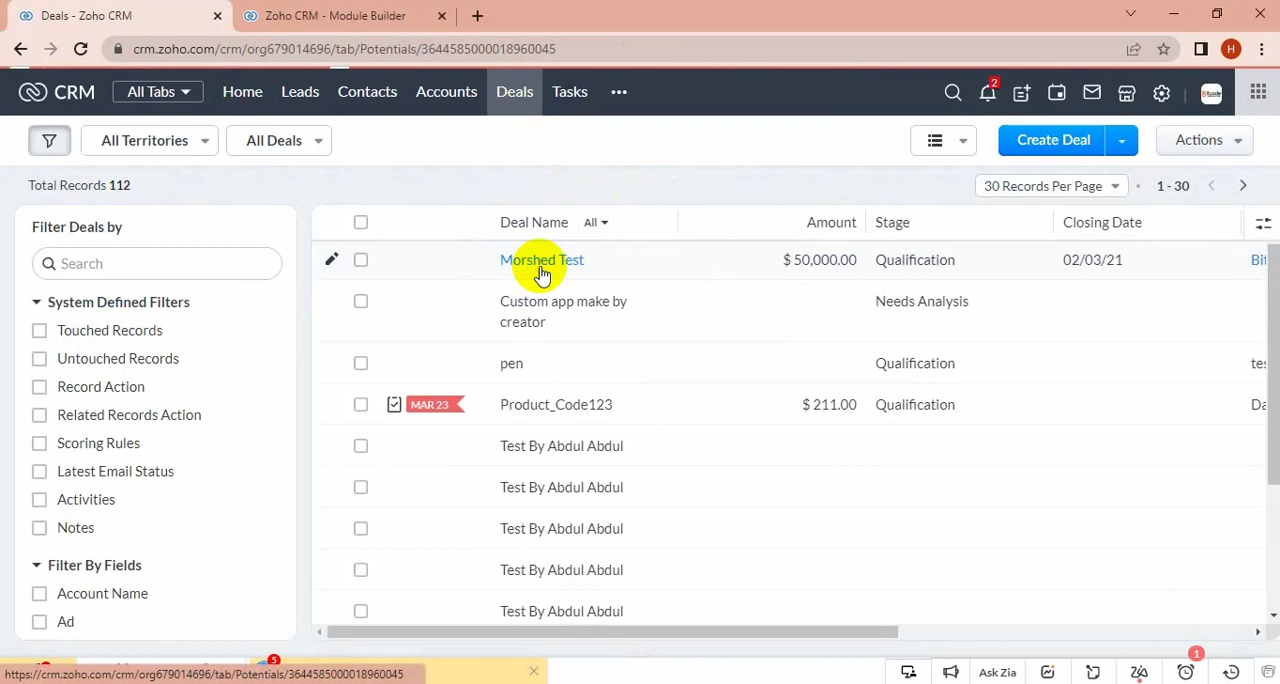 Deals - Zoho CRM
Zoho CRM - Module Builder
crm.zoho.com/crm/org679014696/tab/Potentials/3644585000018960045
H
CRM
All Tabs
Home
Leads
Contacts
Accounts
Deals
Tasks
2
All Territories
All Deals
Create Deal
Actions
Total Records 112
30 Records Per Page
1 - 30
Filter Deals by
Search
System Defined Filters
Touched Records
Untouched Records
Record Action
Related Records Action
Scoring Rules
Latest Email Status
Activities
Notes
Filter By Fields
Account Name
Ad
Deal Name All Amount Stage Closing Date
Morshed Test $ 50,000.00 Qualification 02/03/21 Bit
Custom app make by Needs Analysis
creator
pen Qualification tes
MAR 23 Product_Code123 $ 211.00 Qualification Da
Test By Abdul Abdul
Test By Abdul Abdul
Test By Abdul Abdul
Test By Abdul Abdul
Test By Abdul Abdul
5
https://crm.zoho.com/crm/org679014696/tab/Potentials/3644585000018960045
Ask Zia
1